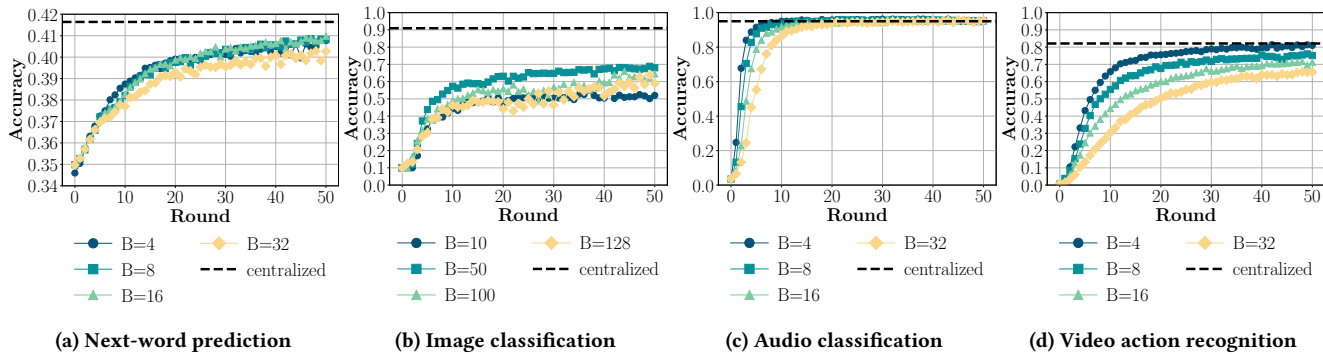 Accuracy
0.42
0.41
0.40
0.39
0.38
0.37
0.36
0.35
0.34
0 10 20 30 40 50
Round
B=4
B=8
B=16
B=32
centralized
(a) Next-word prediction
Accuracy
1.0
0.9
0.8
0.7
0.6
0.5
0.4
0.3
0.2
0.1
0.0
0 10 20 30 40 50
Round
B=10
B=50
B=100
B=128
centralized
(b) Image classification
Accuracy
1.0
0.8
0.6
0.4
0.2
0.0
0 10 20 30 40 50
Round
B=4
B=8
B=16
B=32
centralized
(c) Audio classification
Accuracy
1.0
0.9
0.8
0.7
0.6
0.5
0.4
0.3
0.2
0.1
0.0
0 10 20 30 40 50
Round
B=4
B=8
B=16
B=32
centralized
(d) Video action recognition